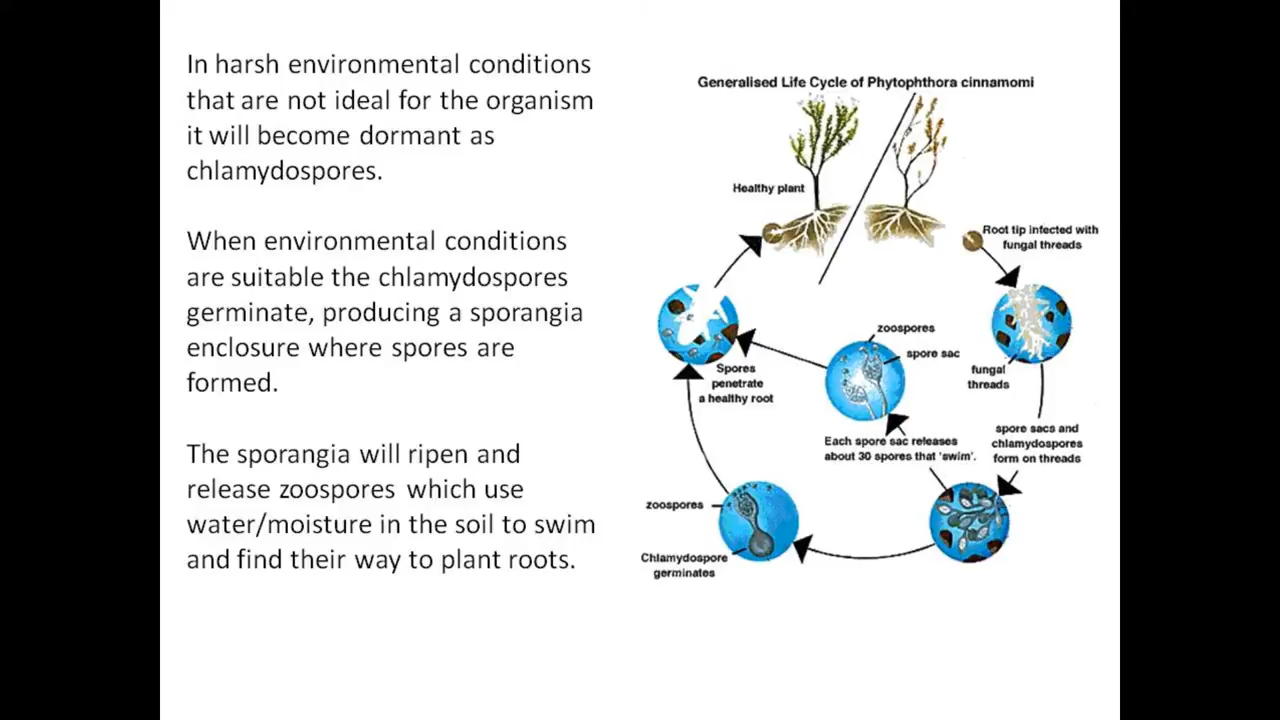 In harsh environmental conditions
that are not ideal for the organism
it will become dormant as
chlamydospores.
When environmental conditions
are suitable the chlamydospores
germinate, producing a sporangia
enclosure where spores are
formed.
The sporangia will ripen and
release zoospores which use
water/moisture in the soil to swim
and find their way to plant roots.
Generalised Life Cycle of Phytophthora cinnamomi
Healthy plant
Root tip infected with
fungal threads
zoospores
spore sac
fungal
threads
Spores
penetrate
a healthy root
Each spore sac releases
about 30 spores that 'swim'.
spore sacs and
chlamydospores
form on threads
zoospores
Chlamydospore
germinates